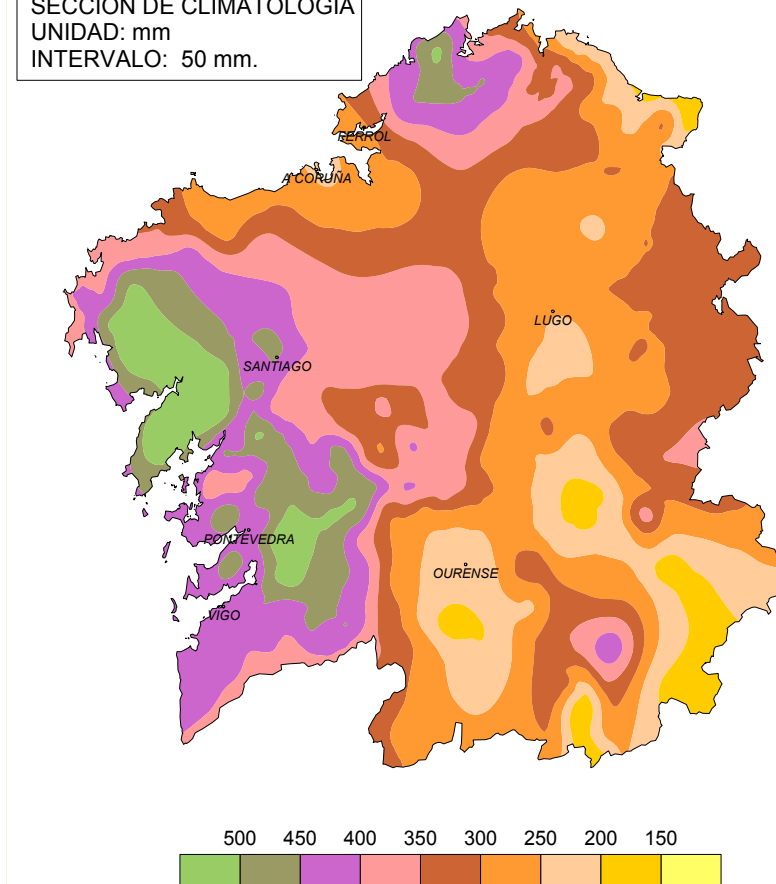 SECCIÓN DE CLIMATOLOGÍA
UNIDAD: mm
INTERVALO: 50 mm.
FERROL
A CORUÑA
LUGO
SANTIAGO
PONTEVEDRA
OURENSE
VIGO
500 450 400 350 300 250 200 150